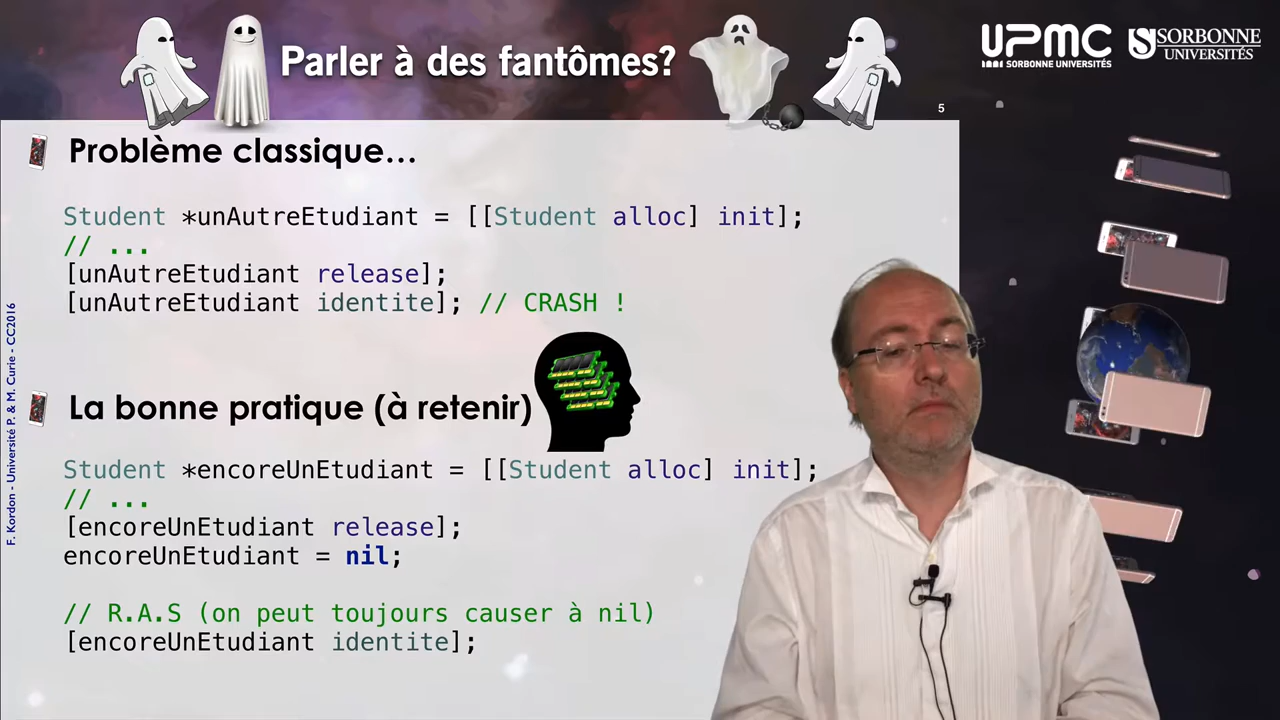 Parler à des fantômes?
UPMC
SORBONNE UNIVERSITÉS
SORBONNE
UNIVERSITÉS
5
Problème classique...
Student *unAutreEtudiant = [[Student alloc] init];
// ...
[unAutreEtudiant release];
[unAutreEtudiant identite]; // CRASH !
La bonne pratique (à retenir)
Student *encoreUnEtudiant = [[Student alloc] init];
// ...
[encoreUnEtudiant release];
encoreUnEtudiant = nil;
// R.A.S (on peut toujours causer à nil)
[encoreUnEtudiant identite];
F. Kordon - Université P. & M. Curie - CC2016